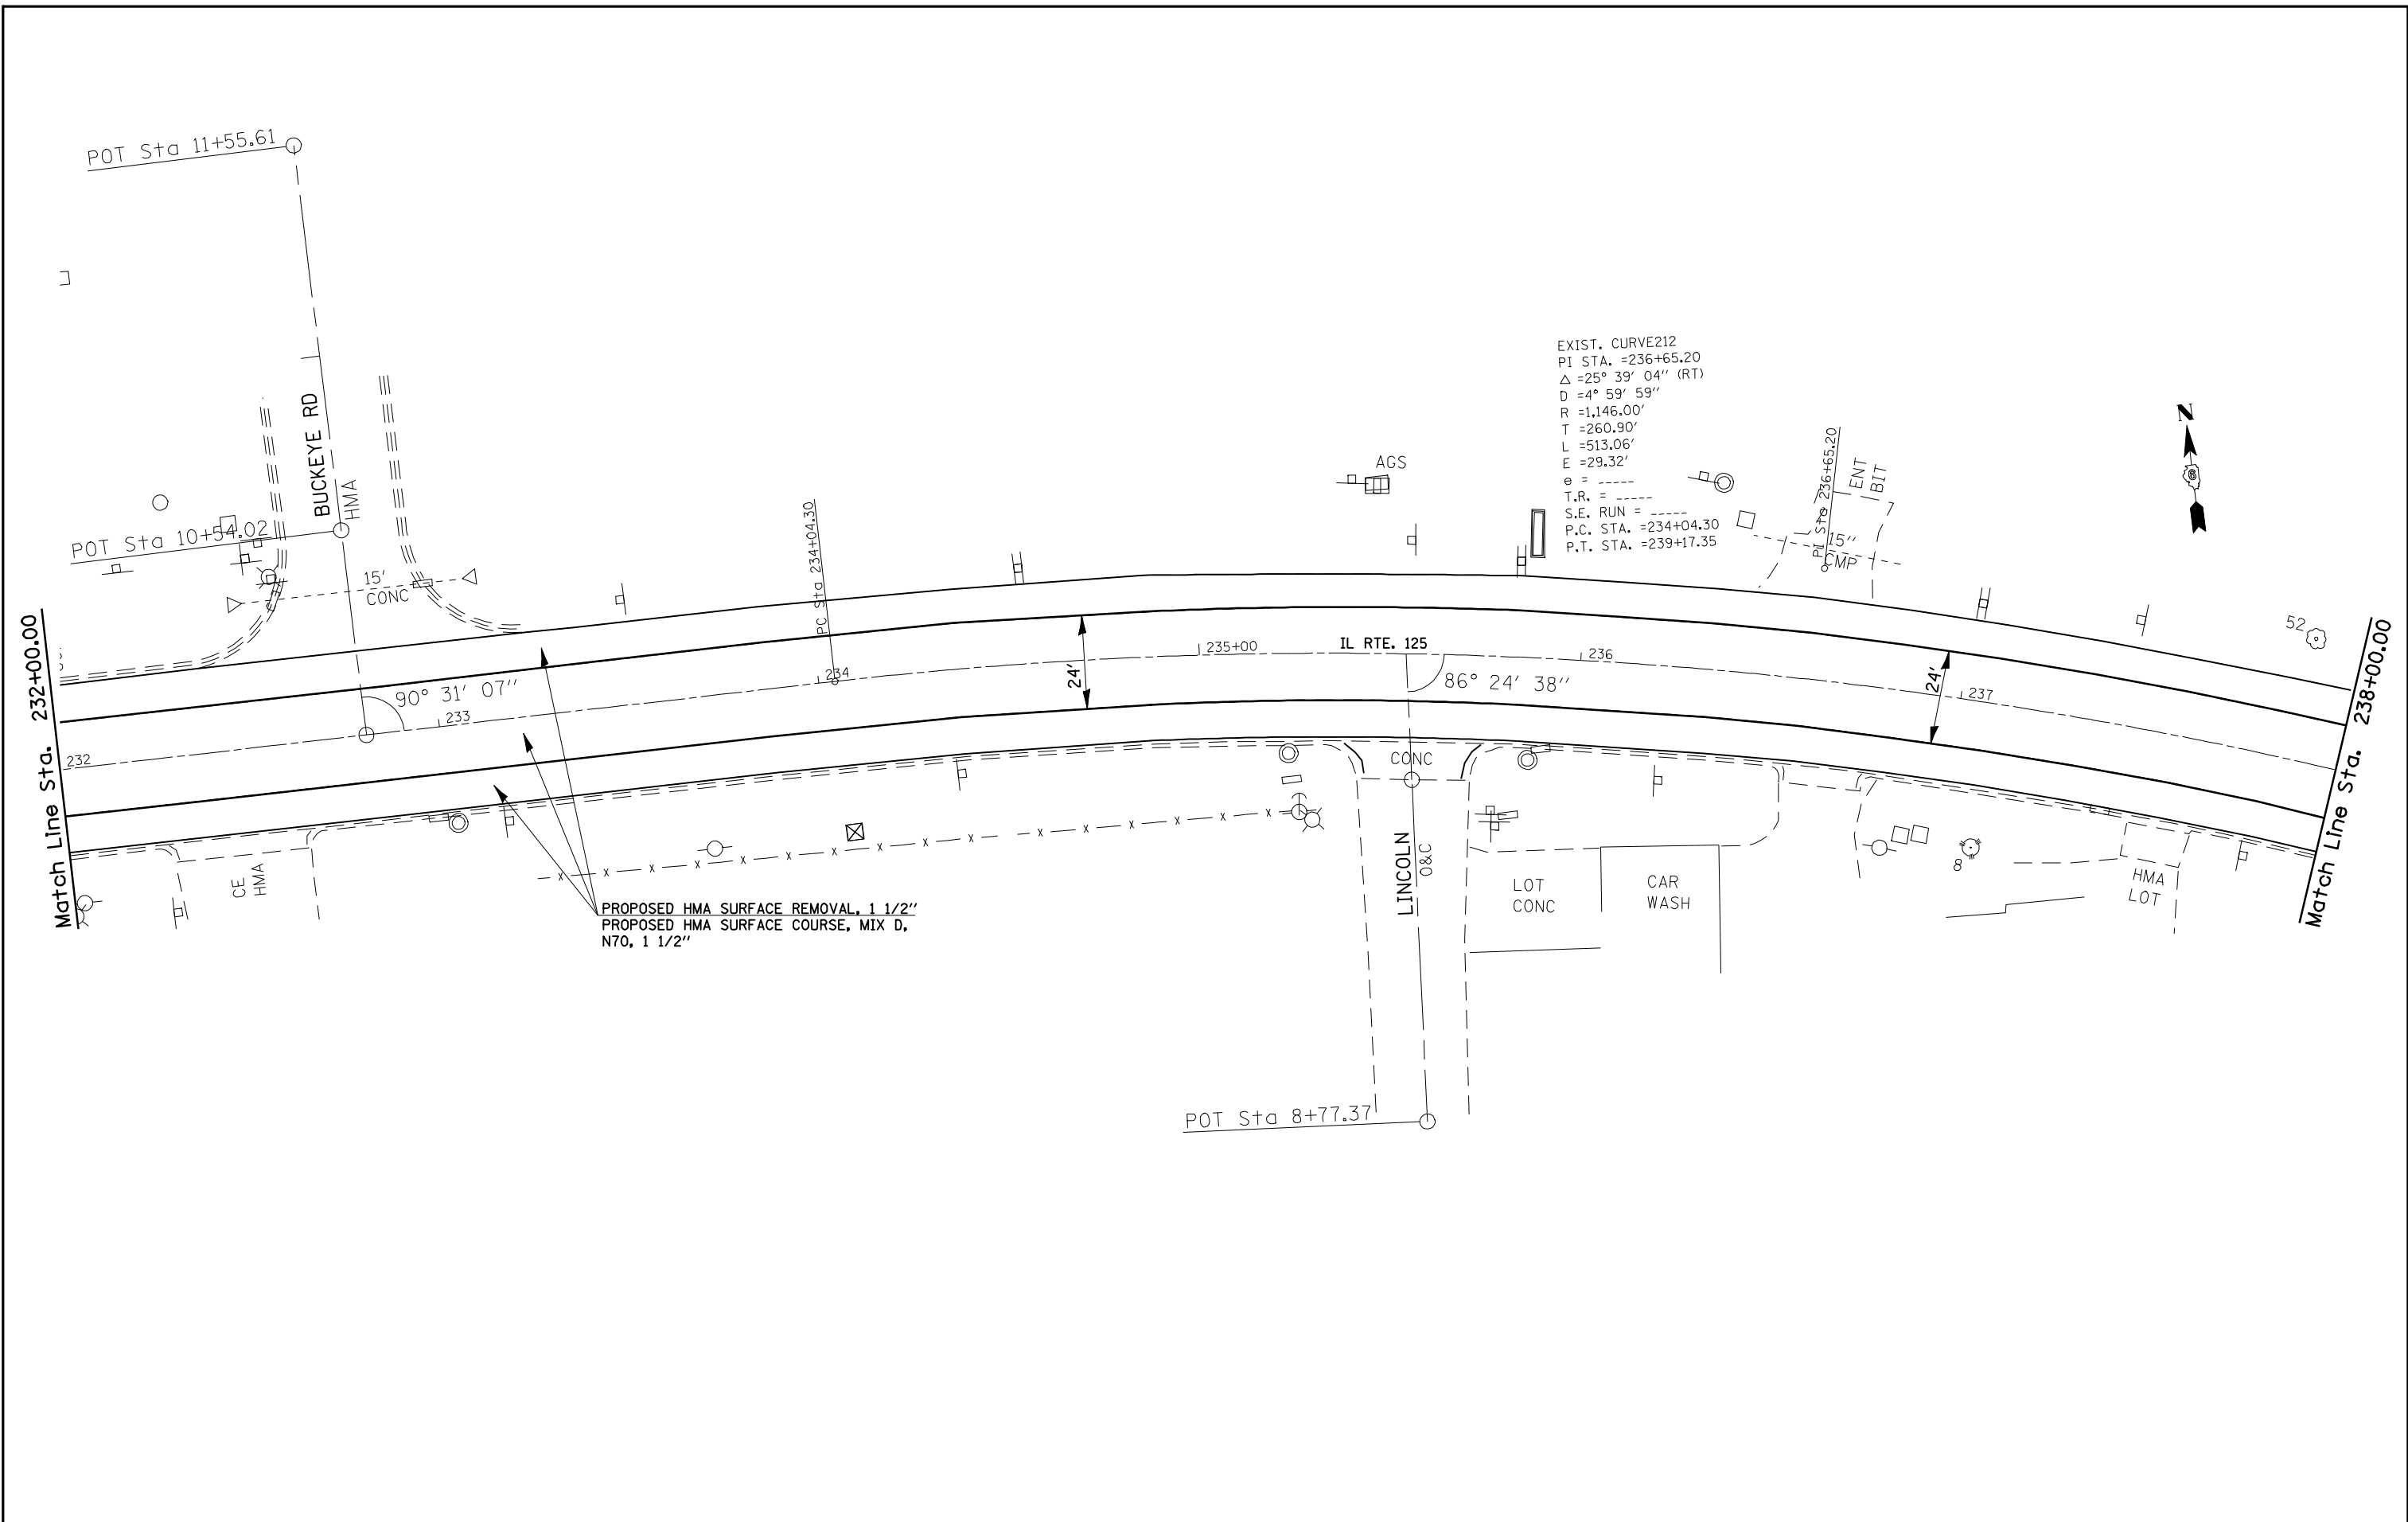 POT Sta 11+55.61
BUCKEYE RD
HMA
POT Sta 10+54.02
15'
CONC
EXIST. CURVE212
PI STA. =236+65.20
△ =25° 39' 04" (RT)
D =4° 59' 59"
R =1,146.00'
T =260.90'
L =513.06'
E =29.32'
e = -----
T.R. = -----
S.E. RUN = -----
P.C. STA. =234+04.30
P.T. STA. =239+17.35
AGS
PC Sta 234+04.30
PI Sta 236+65.20
ENT
BIT
15"
CMP
N
52
Match Line Sta. 232+00.00
232
90° 31' 07"
233
234
24'
235+00
IL RTE. 125
86° 24' 38"
236
24'
237
Match Line Sta. 238+00.00
CE
HMA
X X X X X X X X X X X X X X X X
PROPOSED HMA SURFACE REMOVAL, 1 1/2"
PROPOSED HMA SURFACE COURSE, MIX D,
N70, 1 1/2"
CONC
LINCOLN
O&C
LOT
CONC
CAR
WASH
8
HMA
LOT
POT Sta 8+77.37